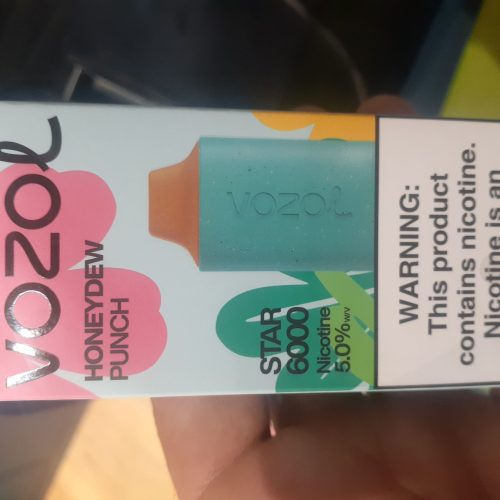 VOZOL
HONEYDEW
PUNCH
VOZOL
STAR
6000
Nicotine
5.0%w/v
WARNING:
This product
contains nicotine.
Nicotine is an